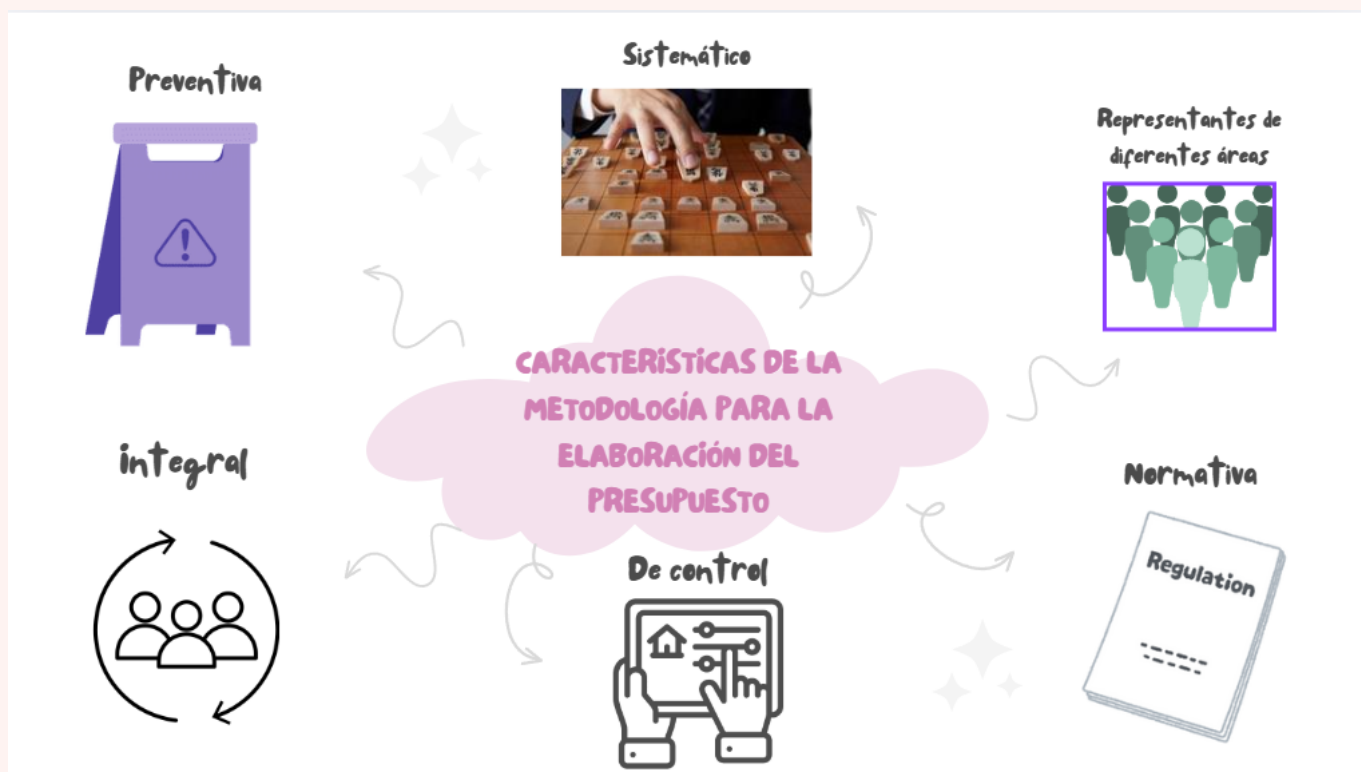 Preventiva
Sistemático
Representantes de
diferentes áreas
CARACTERÍSTICAS DE LA
METODOLOGÍA PARA LA
ELABORACIÓN DEL
PRESUPUESTO
integral
De control
Normativa
Regulation